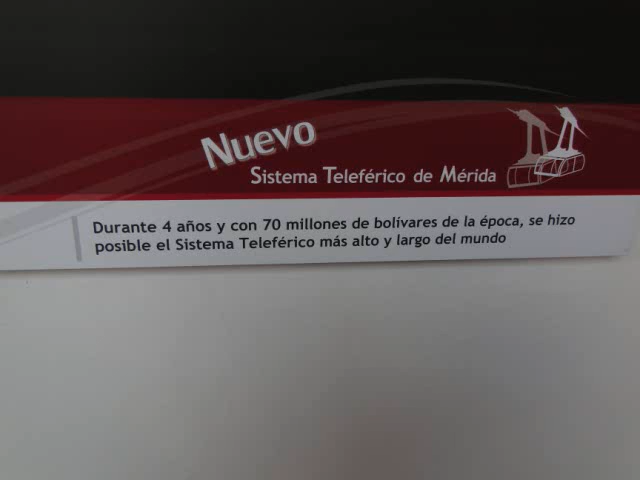 Nuevo
Sistema Teleférico de Mérida
Durante 4 años y con 70 millones de bolívares de la época, se hizo
posible el Sistema Teleférico más alto y largo del mundo